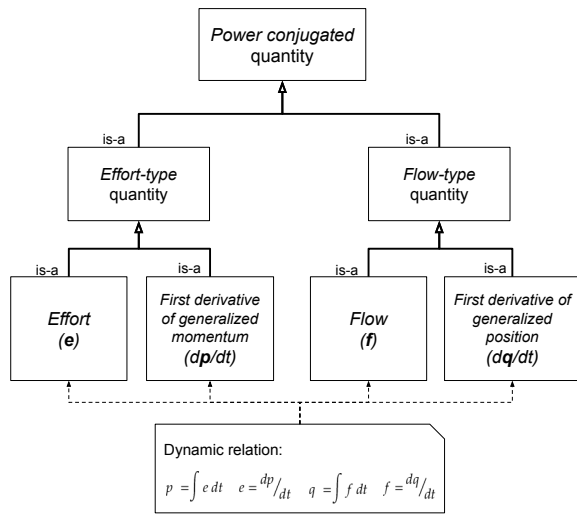 Power conjugated
quantity
is-a
is-a
Effort-type
quantity
Flow-type
quantity
is-a
is-a
is-a
is-a
Effort
(e)
First derivative
of generalized
momentum
(dp/dt)
Flow
(f)
First derivative of
generalized
position
(dq/dt)
Dynamic relation:
p = ∫ e dt e = dp/dt q = ∫ f dt f = dq/dt